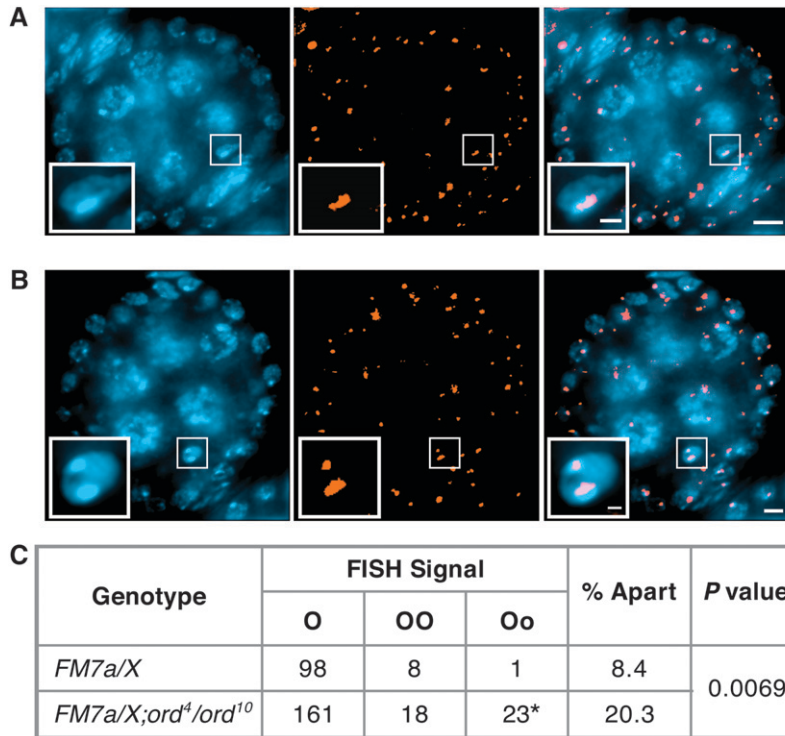 A
B
C
Genotype FISH Signal % Apart P value
O OO Oo
FM7a/X 98 8 1 8.4 0.0069
FM7a/X;ord⁴/ord¹⁰ 161 18 23* 20.3